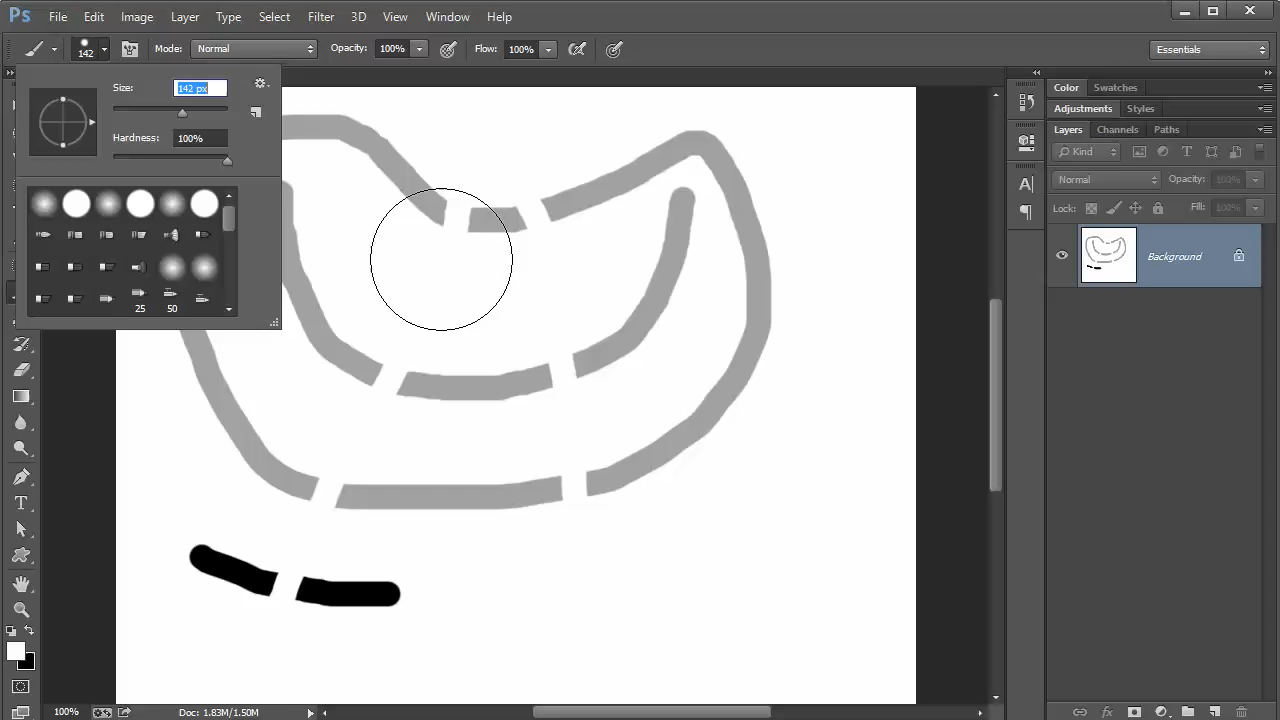 Ps File Edit Image Layer Type Select Filter 3D View Window Help
142 Mode: Normal Opacity: 100% Flow: 100% Essentials
Size: 142 px
Hardness: 100%
25 50
Color Swatches
Adjustments Styles
Layers Channels Paths
Kind
Normal Opacity: 100%
Lock: Fill: 100%
Background
A
T
100% Doc: 1.83M/1.50M